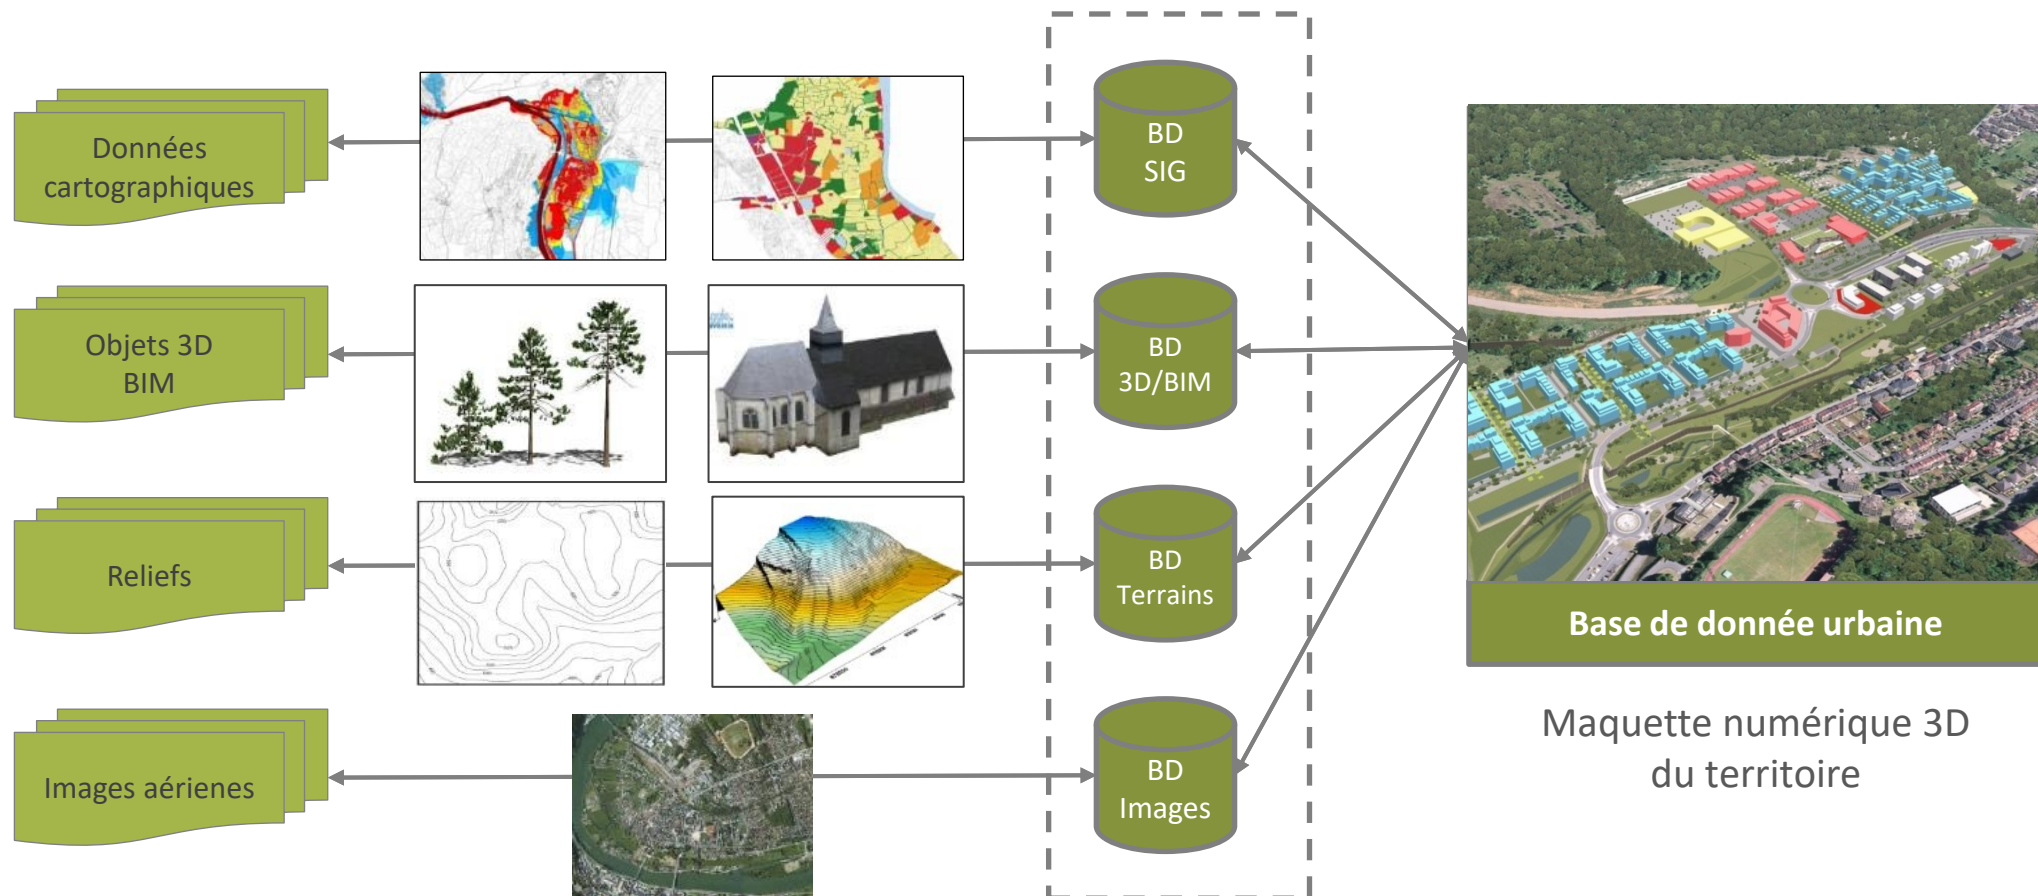 Données
cartographiques
BD
SIG
Objets 3D
BIM
BD
3D/BIM
Reliefs
BD
Terrains
Images aérienes
BD
Images
Base de donnée urbaine
Maquette numérique 3D
du territoire